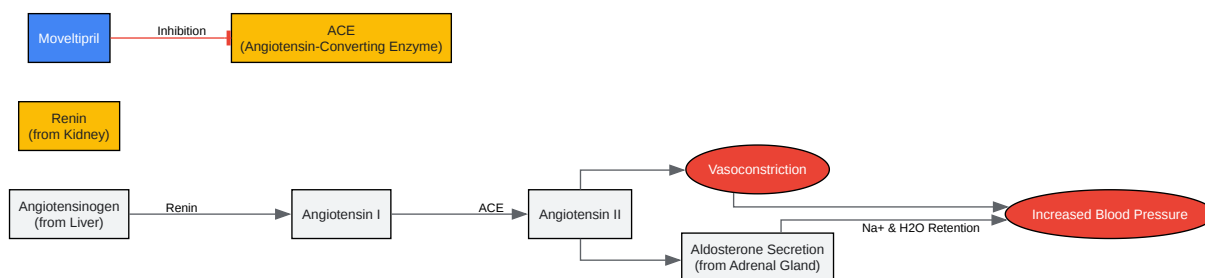 Moveltipril
Inhibition
ACE
(Angiotensin-Converting Enzyme)
Renin
(from Kidney)
Angiotensinogen
(from Liver)
Renin
Angiotensin I
ACE
Angiotensin II
Vasoconstriction
Aldosterone Secretion
(from Adrenal Gland)
Na+ & H2O Retention
Increased Blood Pressure